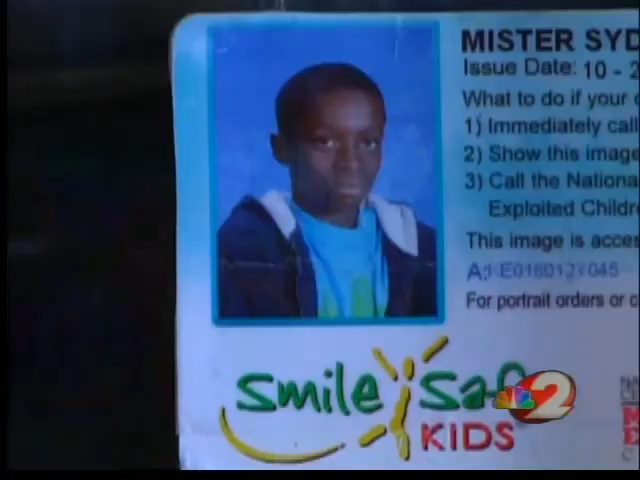 MISTER SYD
Issue Date: 10 - 2
What to do if your
1) Immediately call
2) Show this image
3) Call the Nationa
Exploited Childr
This image is acces
For portrait orders or c
smile saf
KIDS
2